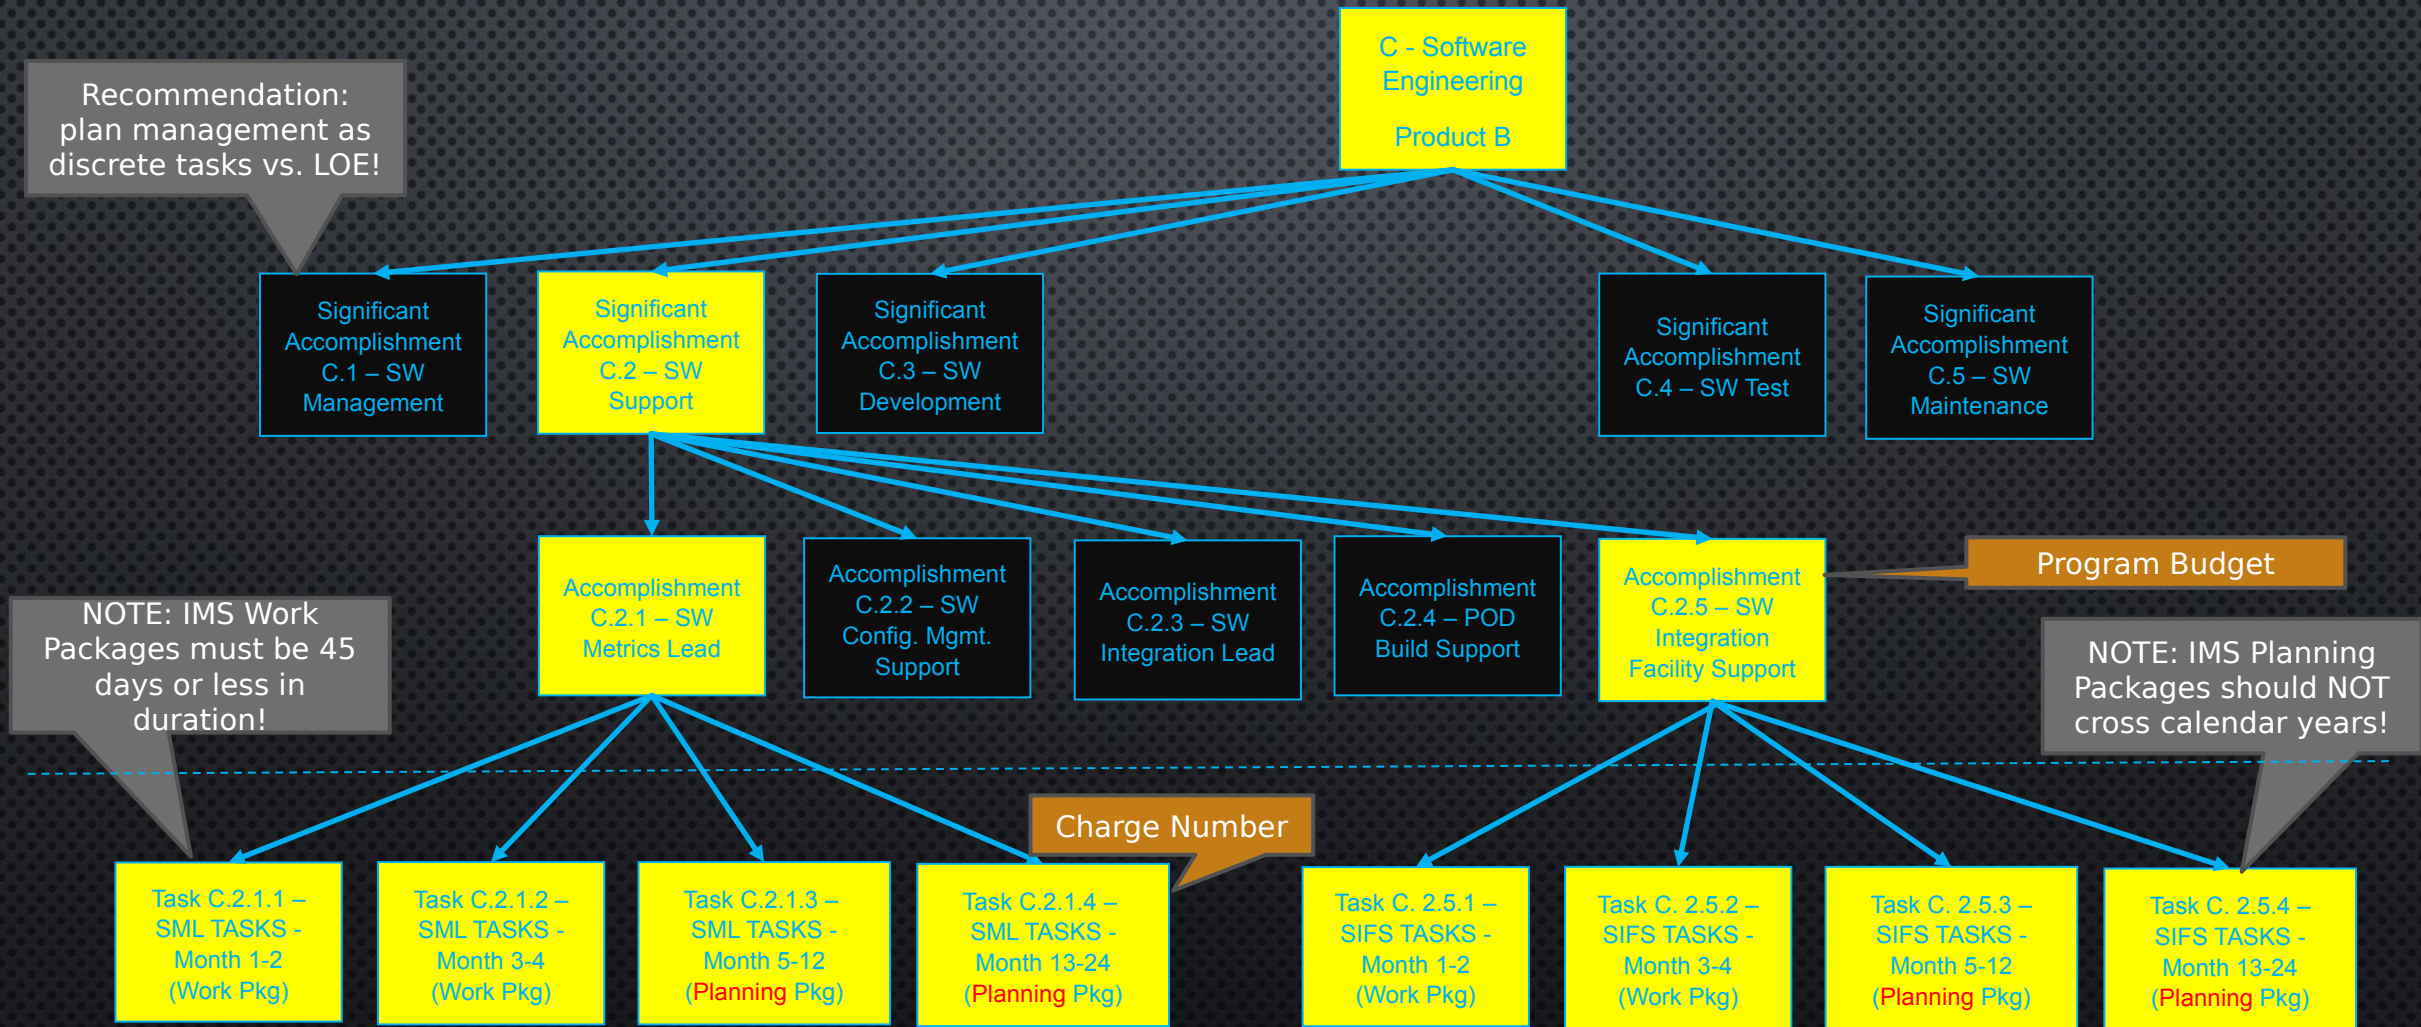 C - Software
Engineering
Product B
Recommendation:
plan management as
discrete tasks vs. LOE!
Significant
Accomplishment
C.1 – SW
Management
Significant
Accomplishment
C.2 – SW
Support
Significant
Accomplishment
C.3 – SW
Development
Significant
Accomplishment
C.4 – SW Test
Significant
Accomplishment
C.5 – SW
Maintenance
Accomplishment
C.2.1 – SW
Metrics Lead
Accomplishment
C.2.2 – SW
Config. Mgmt.
Support
Accomplishment
C.2.3 – SW
Integration Lead
Accomplishment
C.2.4 – POD
Build Support
Accomplishment
C.2.5 – SW
Integration
Facility Support
Program Budget
NOTE: IMS Work
Packages must be 45
days or less in
duration!
NOTE: IMS Planning
Packages should NOT
cross calendar years!
Charge Number
Task C.2.1.1 –
SML TASKS -
Month 1-2
(Work Pkg)
Task C.2.1.2 –
SML TASKS -
Month 3-4
(Work Pkg)
Task C.2.1.3 –
SML TASKS -
Month 5-12
(Planning Pkg)
Task C.2.1.4 –
SML TASKS -
Month 13-24
(Planning Pkg)
Task C. 2.5.1 –
SIFS TASKS -
Month 1-2
(Work Pkg)
Task C. 2.5.2 –
SIFS TASKS -
Month 3-4
(Work Pkg)
Task C. 2.5.3 –
SIFS TASKS -
Month 5-12
(Planning Pkg)
Task C. 2.5.4 –
SIFS TASKS -
Month 13-24
(Planning Pkg)